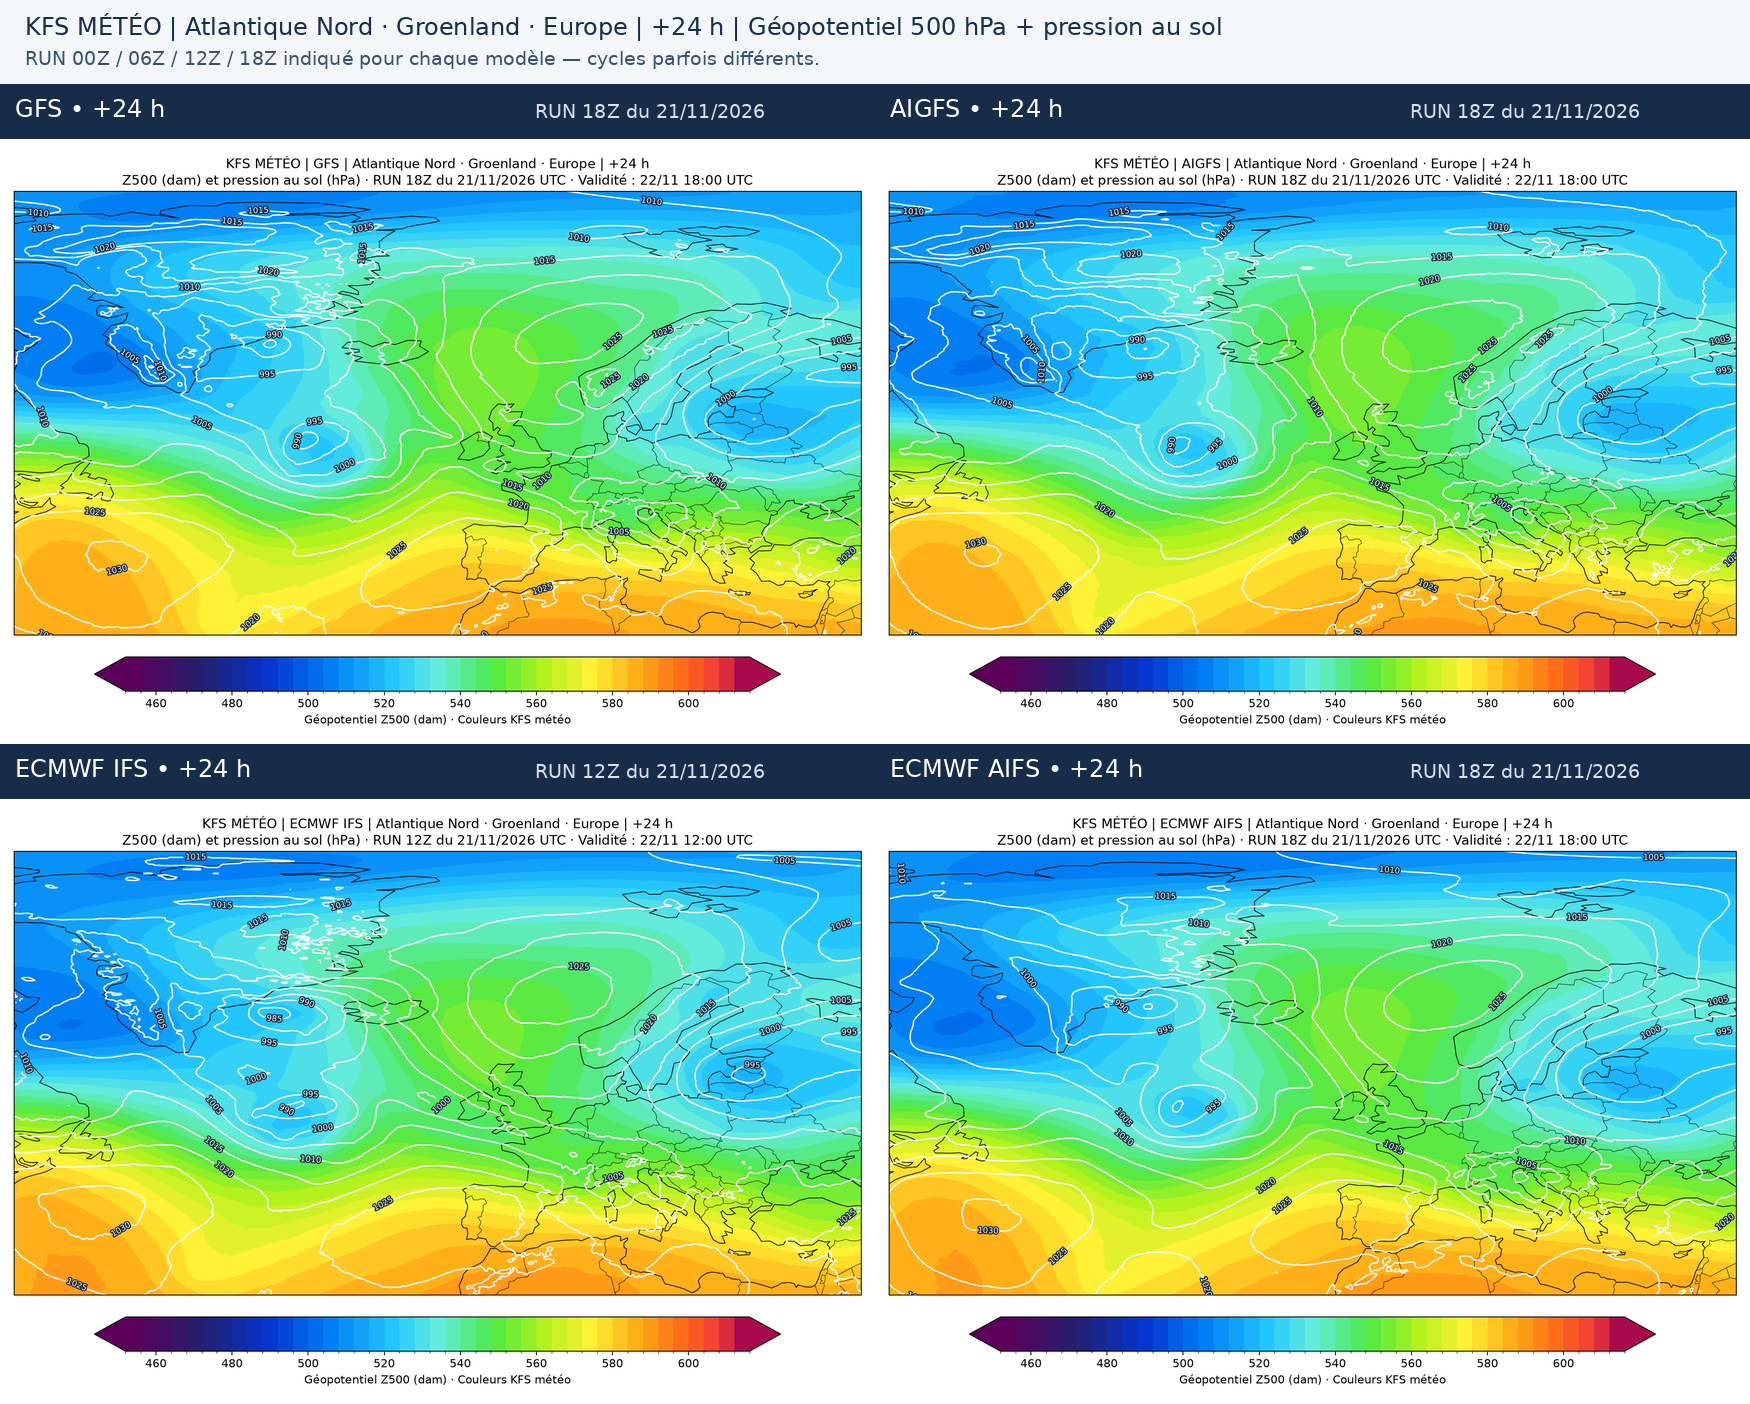 KFS MÉTÉO | Atlantique Nord · Groenland · Europe | +24 h | Géopotentiel 500 hPa + pression au sol
RUN 00Z / 06Z / 12Z / 18Z indiqué pour chaque modèle — cycles parfois différents.
GFS • +24 h
RUN 18Z du 21/11/2026
KFS MÉTÉO | GFS | Atlantique Nord · Groenland · Europe | +24 h
Z500 (dam) et pression au sol (hPa) · RUN 18Z du 21/11/2026 UTC · Validité : 22/11 18:00 UTC
460 480 500 520 540 560 580 600
Géopotentiel Z500 (dam) · Couleurs KFS météo
AIGFS • +24 h
RUN 18Z du 21/11/2026
KFS MÉTÉO | AIGFS | Atlantique Nord · Groenland · Europe | +24 h
Z500 (dam) et pression au sol (hPa) · RUN 18Z du 21/11/2026 UTC · Validité : 22/11 18:00 UTC
460 480 500 520 540 560 580 600
Géopotentiel Z500 (dam) · Couleurs KFS météo
ECMWF IFS • +24 h
RUN 12Z du 21/11/2026
KFS MÉTÉO | ECMWF IFS | Atlantique Nord · Groenland · Europe | +24 h
Z500 (dam) et pression au sol (hPa) · RUN 12Z du 21/11/2026 UTC · Validité : 22/11 12:00 UTC
460 480 500 520 540 560 580 600
Géopotentiel Z500 (dam) · Couleurs KFS météo
ECMWF AIFS • +24 h
RUN 18Z du 21/11/2026
KFS MÉTÉO | ECMWF AIFS | Atlantique Nord · Groenland · Europe | +24 h
Z500 (dam) et pression au sol (hPa) · RUN 18Z du 21/11/2026 UTC · Validité : 22/11 18:00 UTC
460 480 500 520 540 560 580 600
Géopotentiel Z500 (dam) · Couleurs KFS météo